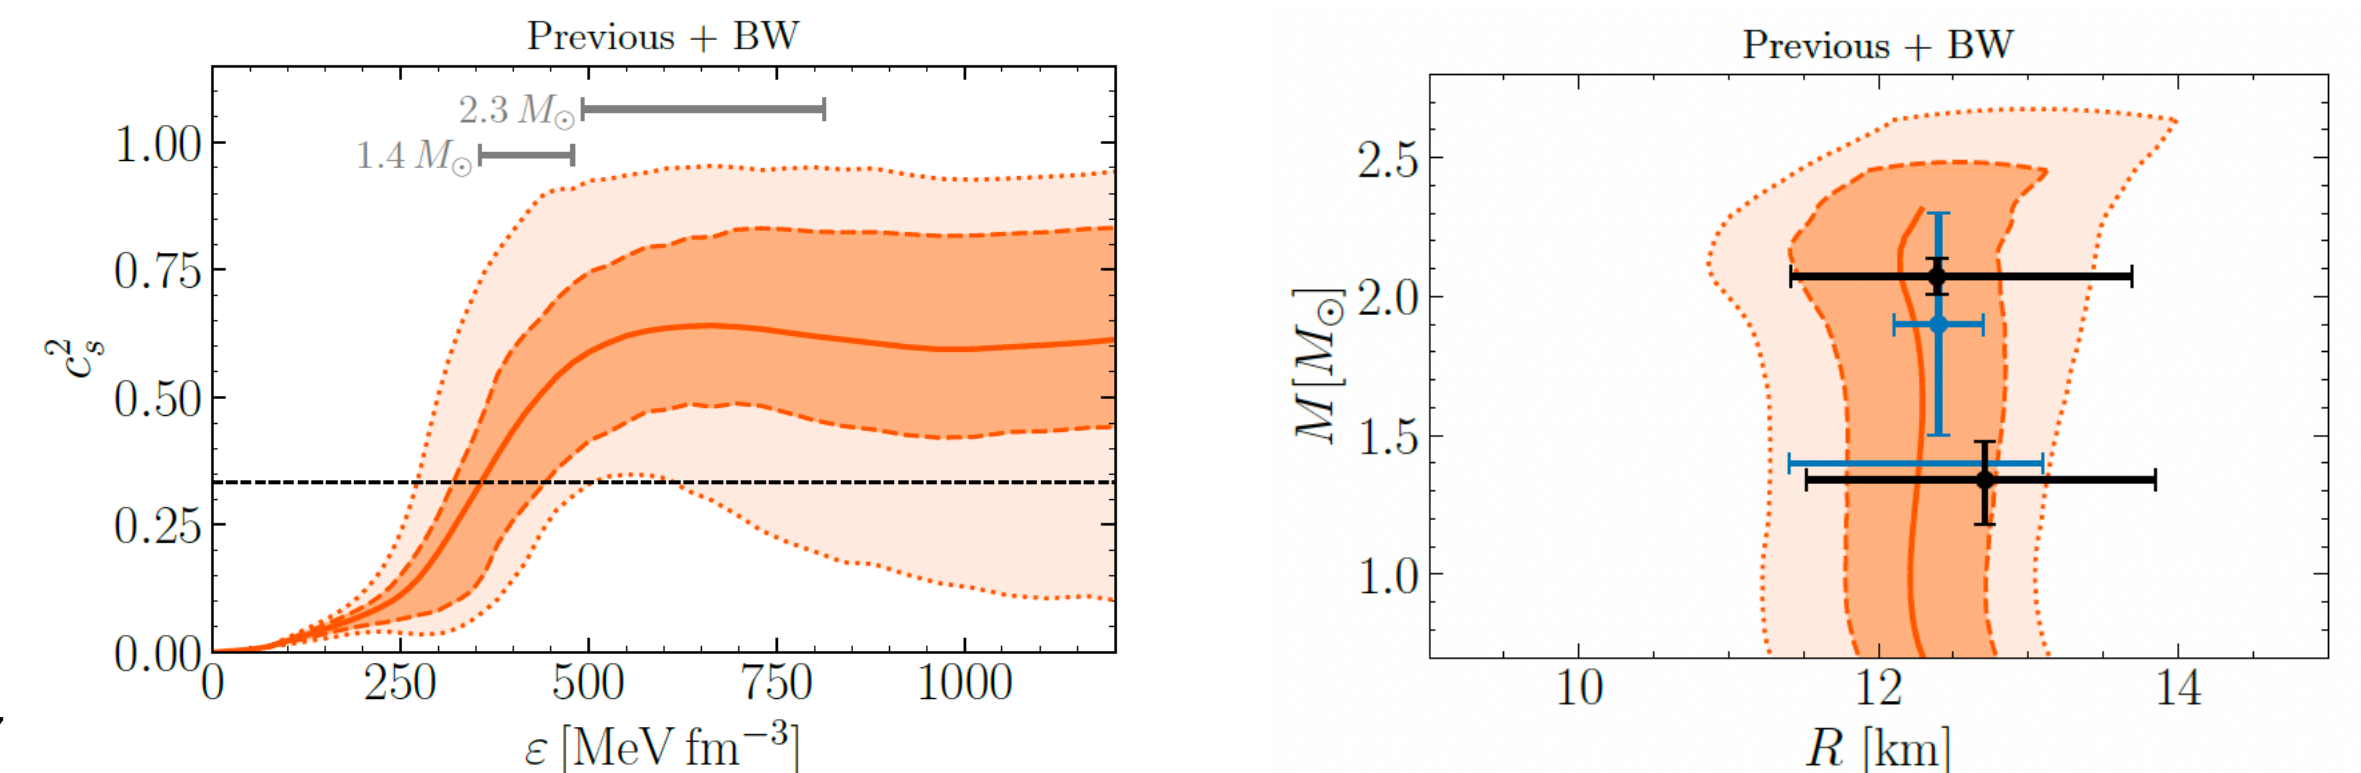 Previous + BW
2.3 M⊙
1.4 M⊙
1.00
0.75
0.50
0.25
0.00
0 250 500 750 1000
c_s^2
ε [MeV fm⁻³]
Previous + BW
2.5
2.0
1.5
1.0
10 12 14
M [M⊙]
R [km]